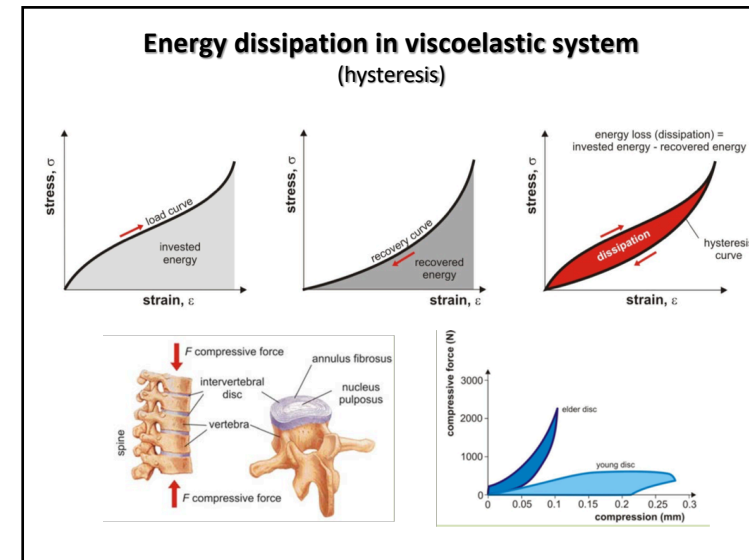 Energy dissipation in viscoelastic system
(hysteresis)
stress, σ
load curve
invested
energy
strain, ε
stress, σ
recovery curve
recovered
energy
strain, ε
energy loss (dissipation) =
invested energy - recovered energy
stress, σ
dissipation
hysteresis
curve
strain, ε
F compressive force
intervertebral
disc
vertebra
spine
F compressive force
annulus fibrosus
nucleus
pulposus
compressive force (N)
3000
2000
1000
0
elder disc
young disc
0 0.05 0.1 0.15 0.2 0.25 0.3
compression (mm)